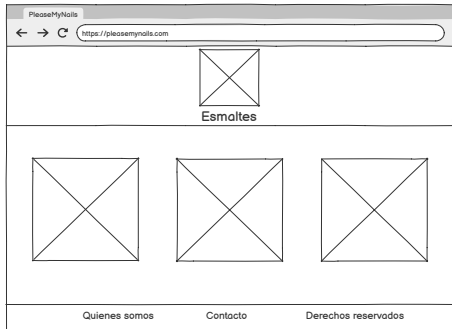 PleaseMyNails
https://pleasemynails.com
Esmaltes
Quienes somos Contacto Derechos reservados